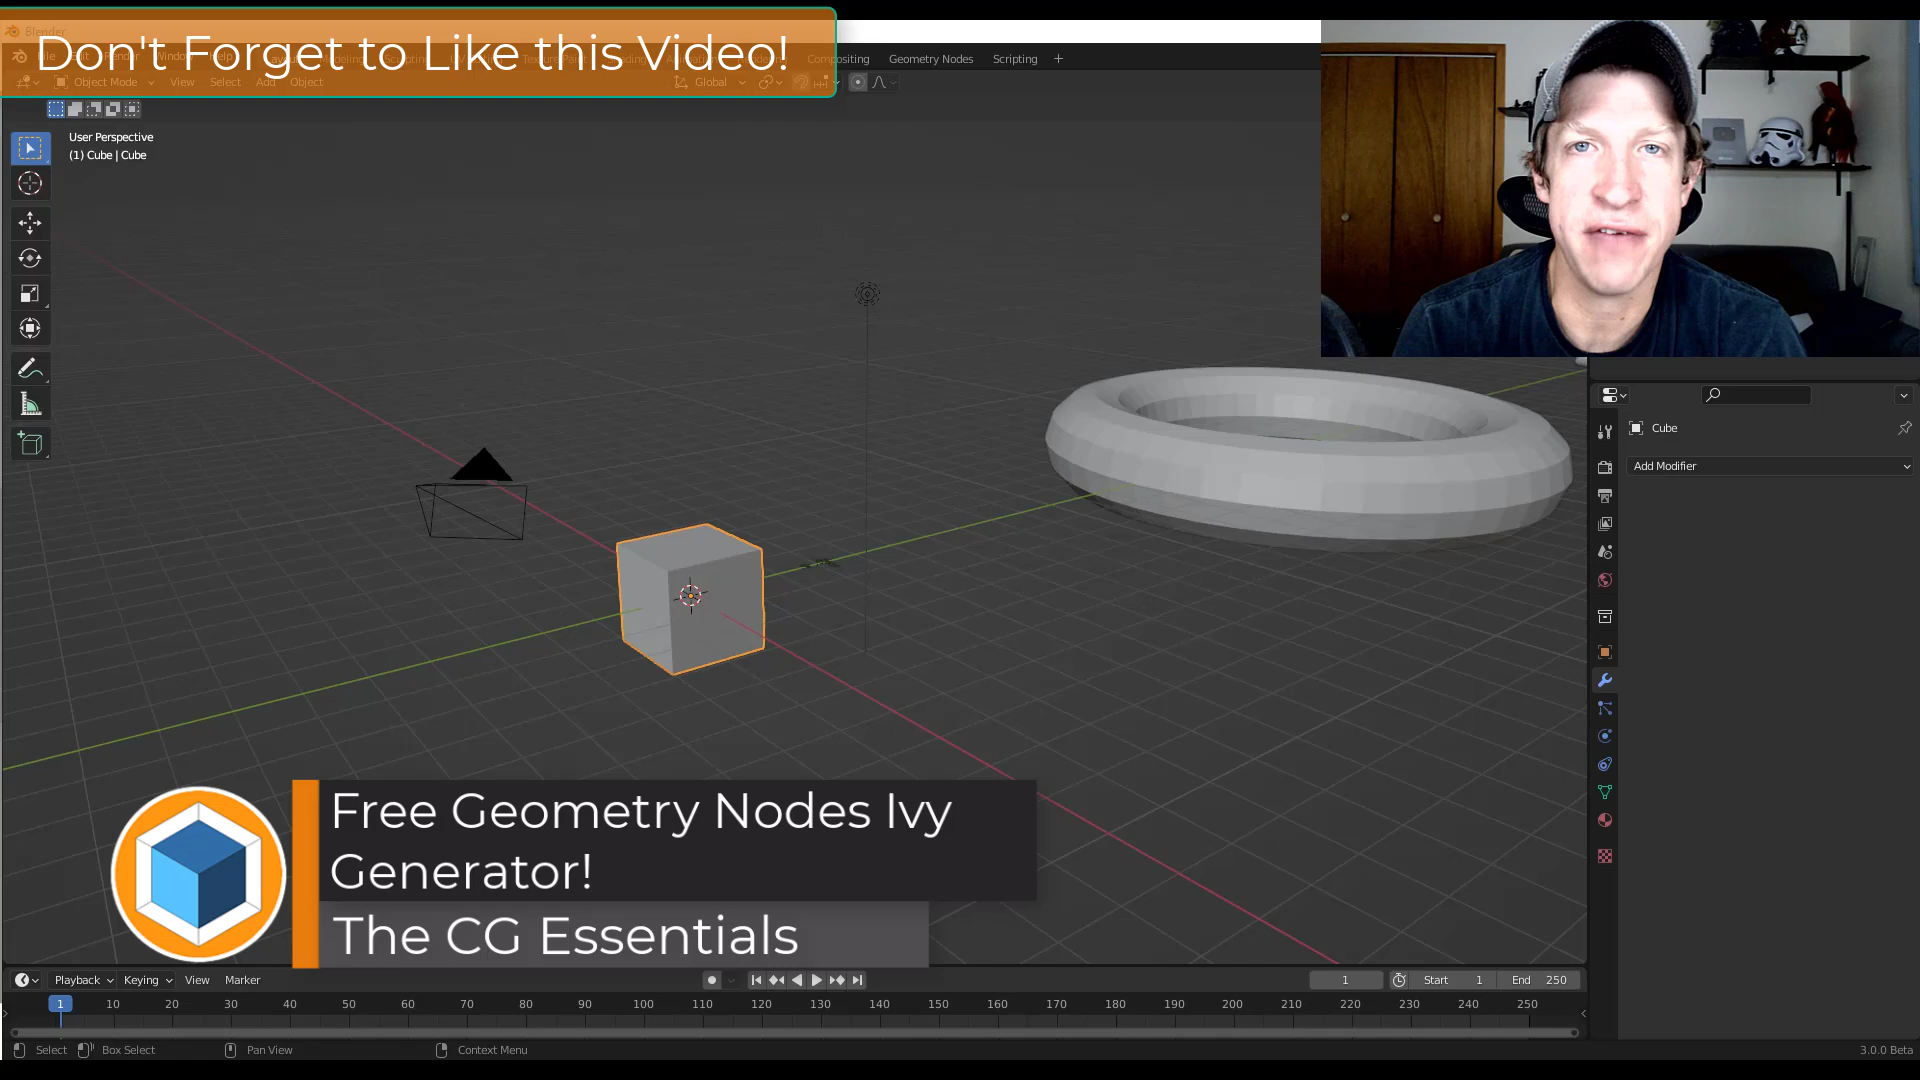 Don't Forget to Like this Video!
Blender
Object Mode
View
Select
Add
Object
Global
Compositing
Geometry Nodes
Scripting
+
User Perspective
(1) Cube | Cube
Cube
Add Modifier
Free Geometry Nodes Ivy
Generator!
The CG Essentials
Playback
Keying
View
Marker
1
Start 1
End 250
1 10 20 30 40 50 60 70 80 90 100 110 120 130 140 150 160 170 180 190 200 210 220 230 240 250
Select
Box Select
Pan View
Context Menu
3.0.0 Beta